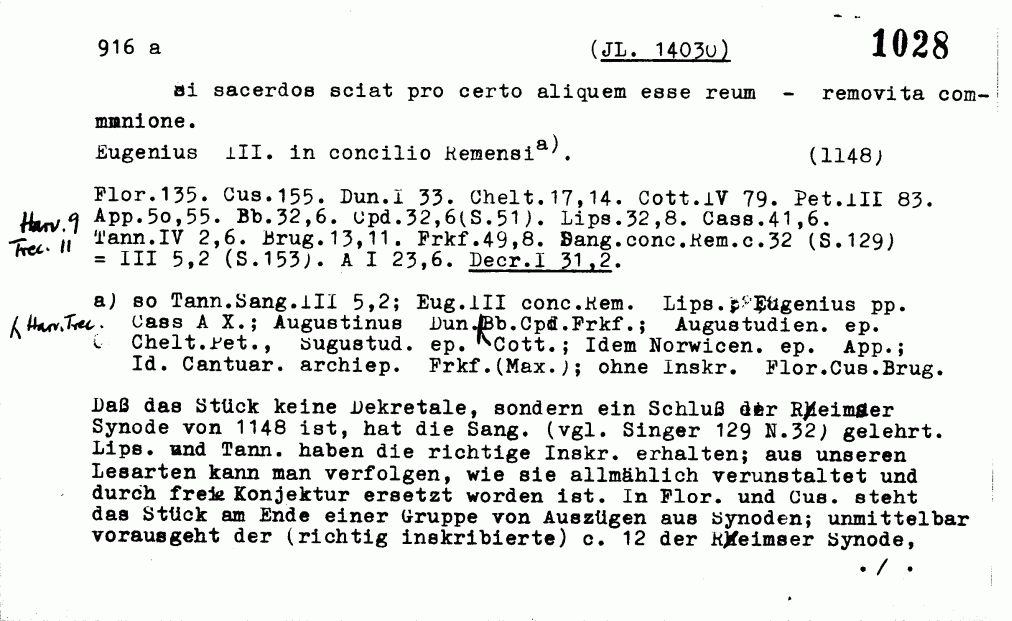 916 a (JL. 14030) 1028
si sacerdos sciat pro certo aliquem esse reum - removita com-
munione.
Eugenius III. in concilio Remensi a). (1148)
Flor.135. Cus.155. Dun.I 33. Chelt.17,14. Cott.IV 79. Pet.III 83.
Harv.9 App.50,55. Bb.32,6. Cpd.32,6(S.51). Lips.32,8. Cass.41,6.
Trec. 11 Tann.IV 2,6. Brug.13,11. Frkf.49,8. Sang.conc.Rem.c.32 (S.129)
= III 5,2 (S.153). A I 23,6. Decr.I 31,2.
a) so Tann.Sang.III 5,2; Eug.III conc.Rem. Lips.; Eugenius pp.
Harv.Trec. Cass A X.; Augustinus Dun.Bb.Cpd.Frkf.; Augustudien. ep.
Chelt.Pet., Sugustud. ep. Cott.; Idem Norwicen. ep. App.;
Id. Cantuar. archiep. Frkf.(Max.); ohne Inskr. Flor.Cus.Brug.
Daß das Stück keine Dekretale, sondern ein Schluß der Reimser
Synode von 1148 ist, hat die Sang. (vgl. Singer 129 N.32) gelehrt.
Lips. und Tann. haben die richtige Inskr. erhalten; aus unseren
Lesarten kann man verfolgen, wie sie allmählich verunstaltet und
durch freie Konjektur ersetzt worden ist. In Flor. und Cus. steht
das Stück am Ende einer Gruppe von Auszügen aus Synoden; unmittelbar
vorausgeht der (richtig inskribierte) c. 12 der Reimser Synode,
. / .